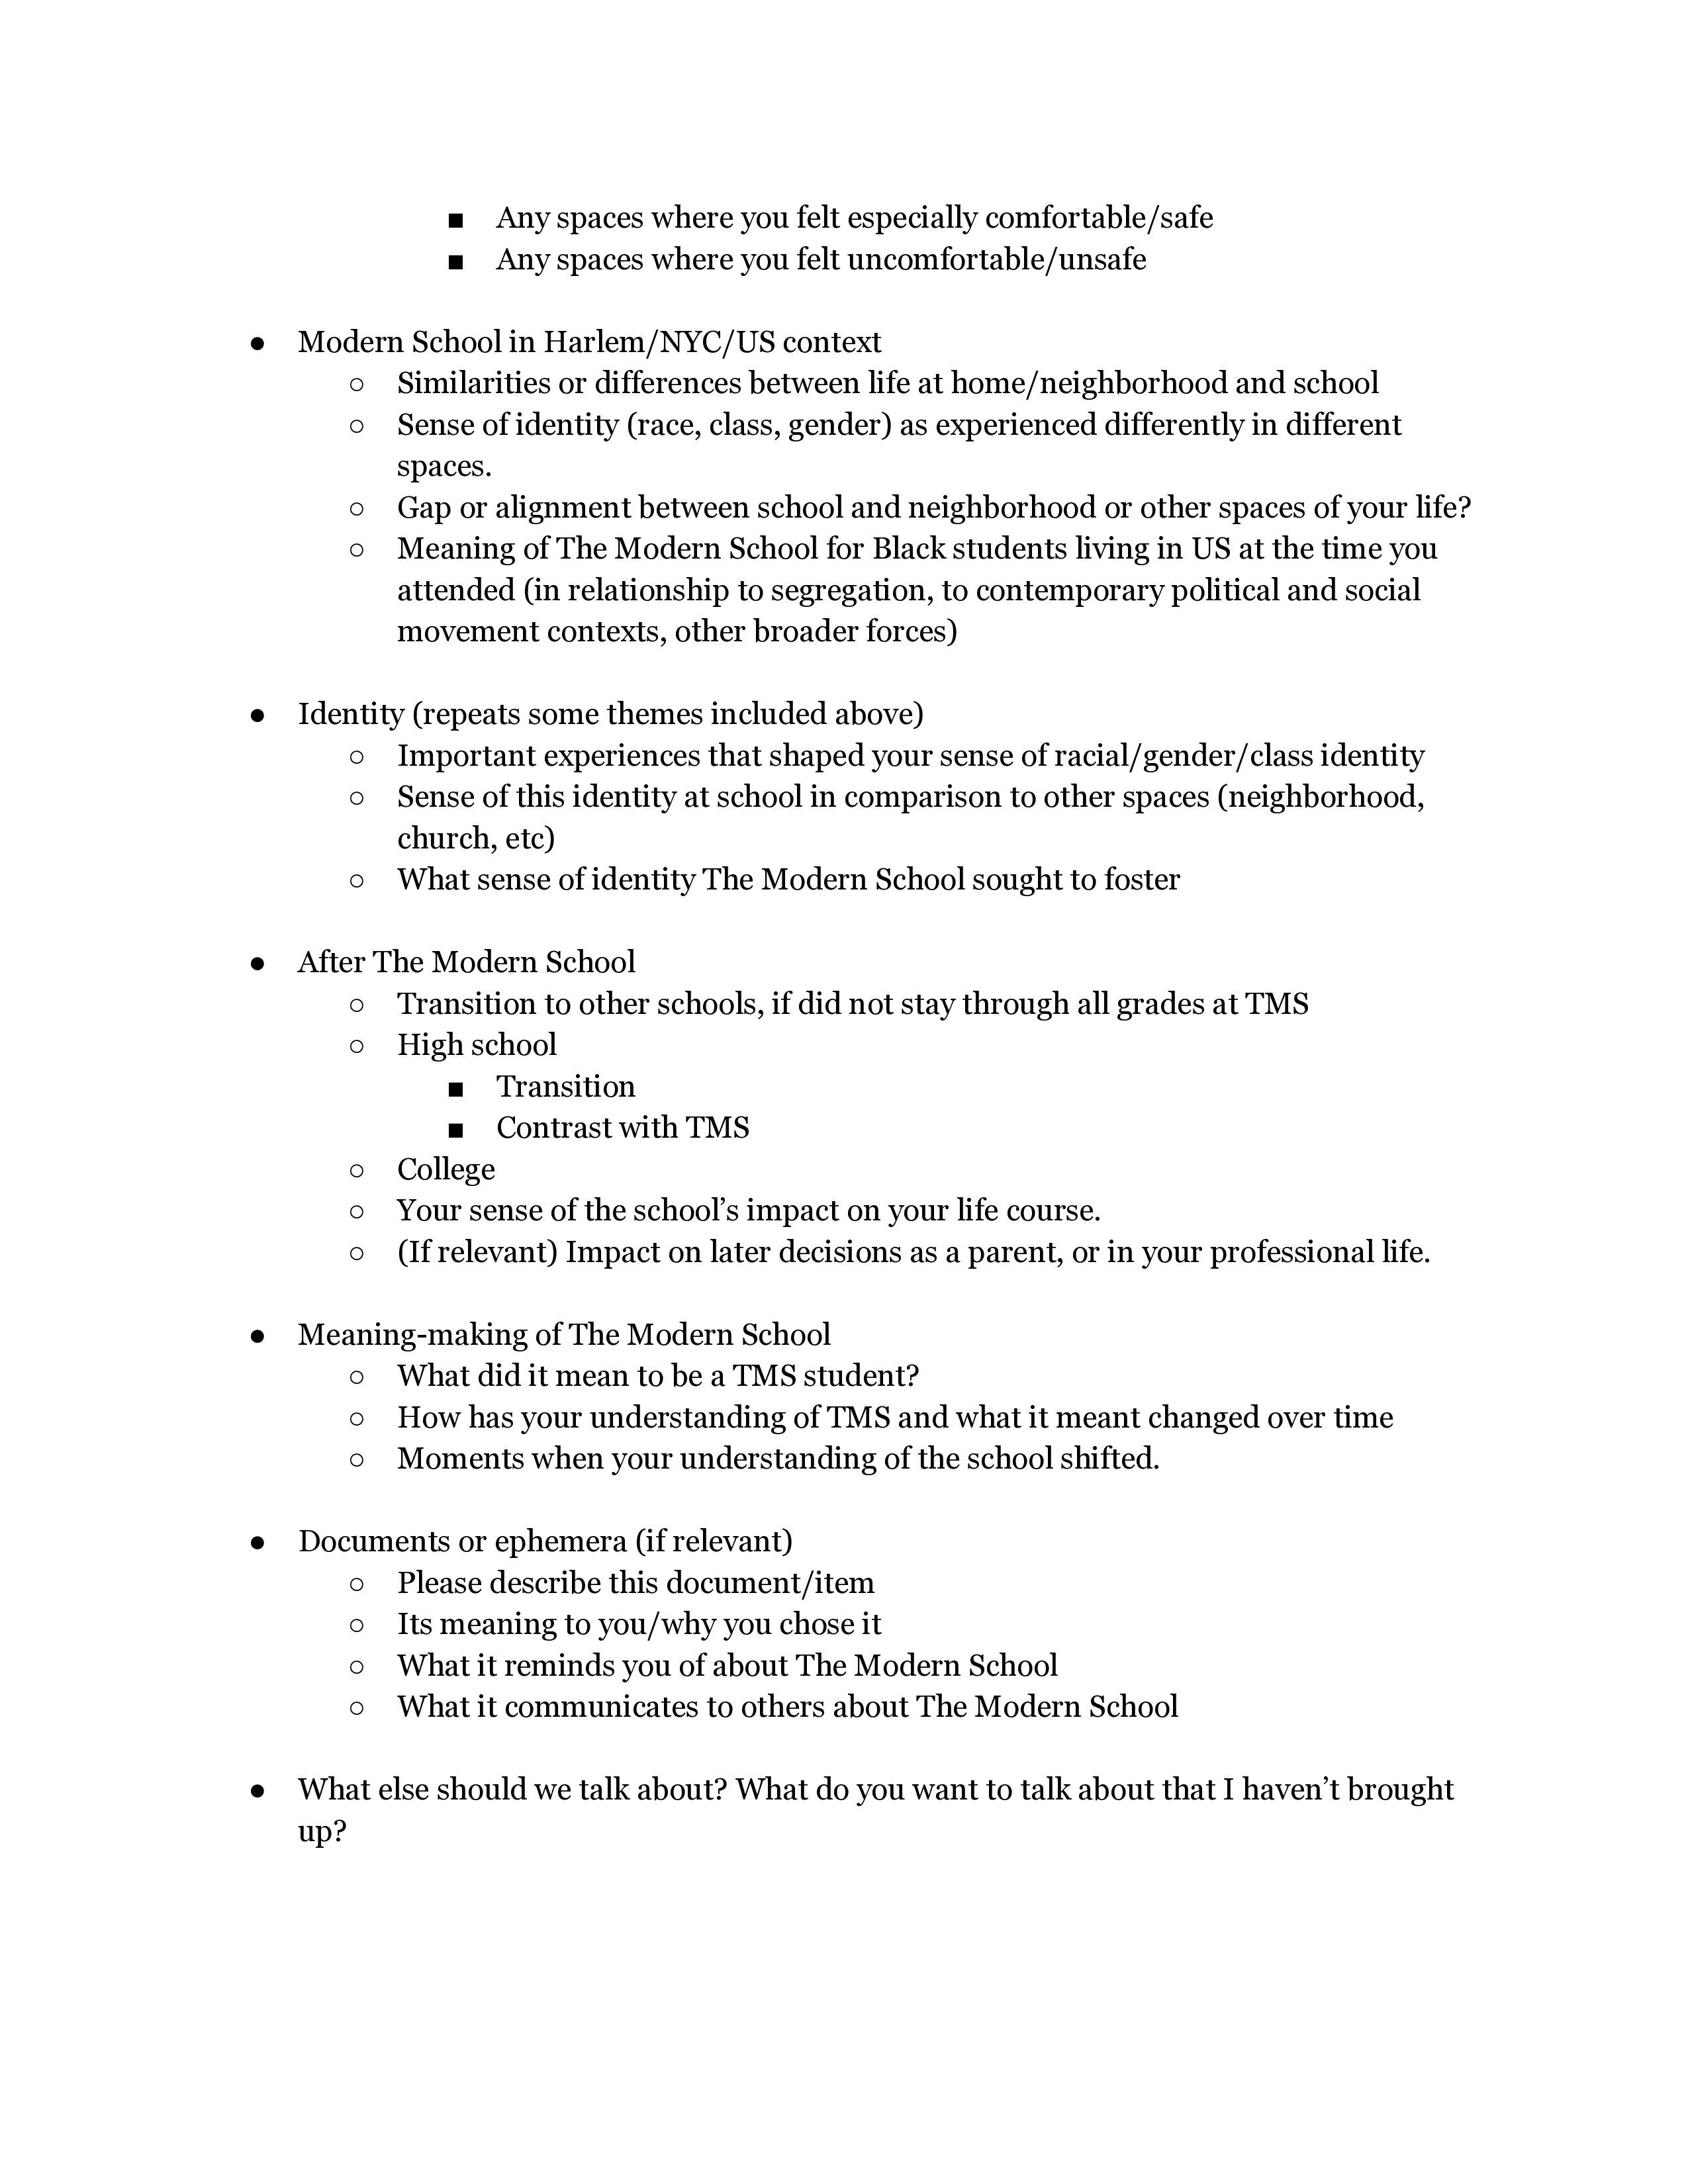 ■ Any spaces where you felt especially comfortable/safe
■ Any spaces where you felt uncomfortable/unsafe
● Modern School in Harlem/NYC/US context
○ Similarities or differences between life at home/neighborhood and school
○ Sense of identity (race, class, gender) as experienced differently in different
spaces.
○ Gap or alignment between school and neighborhood or other spaces of your life?
○ Meaning of The Modern School for Black students living in US at the time you
attended (in relationship to segregation, to contemporary political and social
movement contexts, other broader forces)
● Identity (repeats some themes included above)
○ Important experiences that shaped your sense of racial/gender/class identity
○ Sense of this identity at school in comparison to other spaces (neighborhood,
church, etc)
○ What sense of identity The Modern School sought to foster
● After The Modern School
○ Transition to other schools, if did not stay through all grades at TMS
○ High school
■ Transition
■ Contrast with TMS
○ College
○ Your sense of the school’s impact on your life course.
○ (If relevant) Impact on later decisions as a parent, or in your professional life.
● Meaning-making of The Modern School
○ What did it mean to be a TMS student?
○ How has your understanding of TMS and what it meant changed over time
○ Moments when your understanding of the school shifted.
● Documents or ephemera (if relevant)
○ Please describe this document/item
○ Its meaning to you/why you chose it
○ What it reminds you of about The Modern School
○ What it communicates to others about The Modern School
● What else should we talk about? What do you want to talk about that I haven’t brought
up?